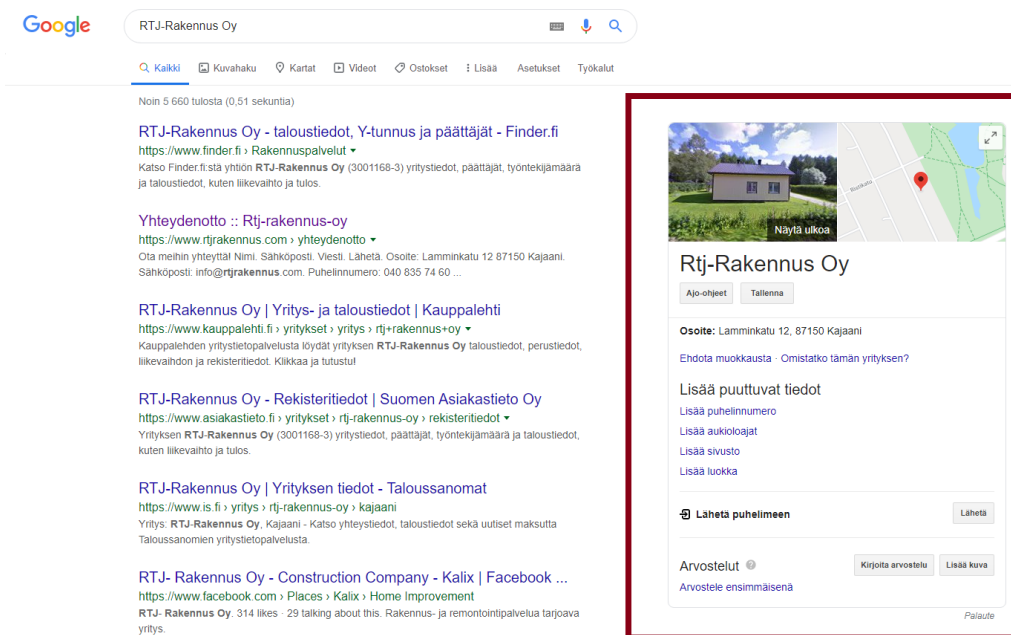 Google
RTJ-Rakennus Oy
Kaikki Kuvahaku Kartat Videot Ostokset Lisää Asetukset Työkalut
Noin 5 660 tulosta (0,51 sekuntia)
RTJ-Rakennus Oy - taloustiedot, Y-tunnus ja päättäjät - Finder.fi
https://www.finder.fi › Rakennuspalvelut
Katso Finder.fi:stä yhtiön RTJ-Rakennus Oy (3001168-3) yritystiedot, päättäjät, työntekijämäärä
ja taloustiedot, kuten liikevaihto ja tulos.
Yhteydenotto :: Rtj-rakennus-oy
https://www.rtjrakennus.com › yhteydenotto
Ota meihin yhteyttä! Nimi. Sähköposti. Viesti. Lähetä. Osoite: Lamminkatu 12 87150 Kajaani.
Sähköposti: info@rtjrakennus.com. Puhelinnumero: 040 835 74 60 ...
RTJ-Rakennus Oy | Yritys- ja taloustiedot | Kauppalehti
https://www.kauppalehti.fi › yritykset › yritys › rtj+rakennus+oy
Kauppalehden yritystietopalvelusta löydät yrityksen RTJ-Rakennus Oy taloustiedot, perustiedot,
liikevaihdon ja rekisteritiedot. Klikkaa ja tutustu!
RTJ-Rakennus Oy - Rekisteritiedot | Suomen Asiakastieto Oy
https://www.asiakastieto.fi › yritykset › rtj-rakennus-oy › rekisteritiedot
Yrityksen RTJ-Rakennus Oy (3001168-3) yritystiedot, päättäjät, työntekijämäärä ja taloustiedot,
kuten liikevaihto ja tulos.
RTJ-Rakennus Oy | Yrityksen tiedot - Taloussanomat
https://www.is.fi › yritys › rtj-rakennus-oy › kajaani
Yritys: RTJ-Rakennus Oy, Kajaani - Katso yhteystiedot, taloustiedot sekä uutiset maksutta
Taloussanomien yritystietopalvelusta.
RTJ- Rakennus Oy - Construction Company - Kalix | Facebook ...
https://www.facebook.com › Places › Kalix › Home Improvement
RTJ- Rakennus Oy. 314 likes · 29 talking about this. Rakennus- ja remontointipalvelua tarjoava
yritys.
Näytä ulkoa
Ristikatu
Rtj-Rakennus Oy
Ajo-ohjeet Tallenna
Osoite: Lamminkatu 12, 87150 Kajaani
Ehdota muokkausta · Omistatko tämän yrityksen?
Lisää puuttuvat tiedot
Lisää puhelinnumero
Lisää aukioloajat
Lisää sivusto
Lisää luokka
Lähetä puhelimeen Lähetä
Arvostelut Kirjoita arvostelu Lisää kuva
Arvostele ensimmäisenä
Palaute